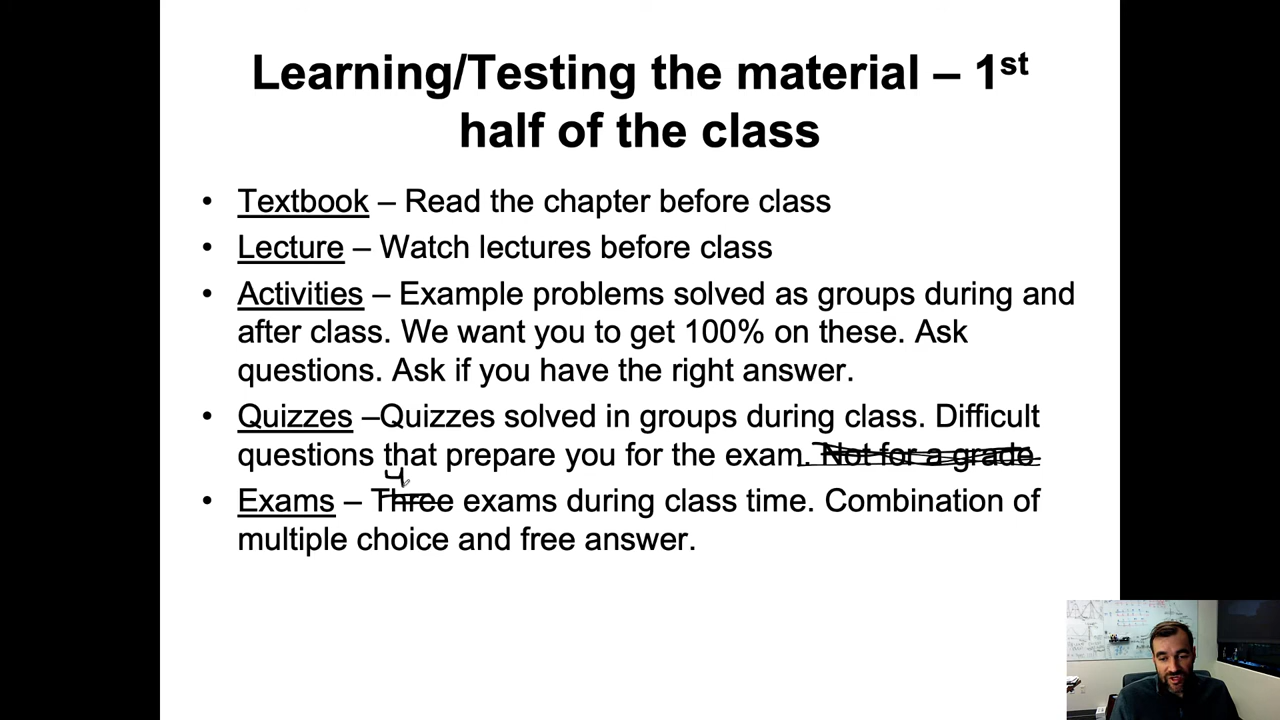 Learning/Testing the material – 1st
half of the class
• Textbook – Read the chapter before class
• Lecture – Watch lectures before class
• Activities – Example problems solved as groups during and
after class. We want you to get 100% on these. Ask
questions. Ask if you have the right answer.
• Quizzes –Quizzes solved in groups during class. Difficult
questions that prepare you for the exam. Not for a grade
4
• Exams – Three exams during class time. Combination of
multiple choice and free answer.